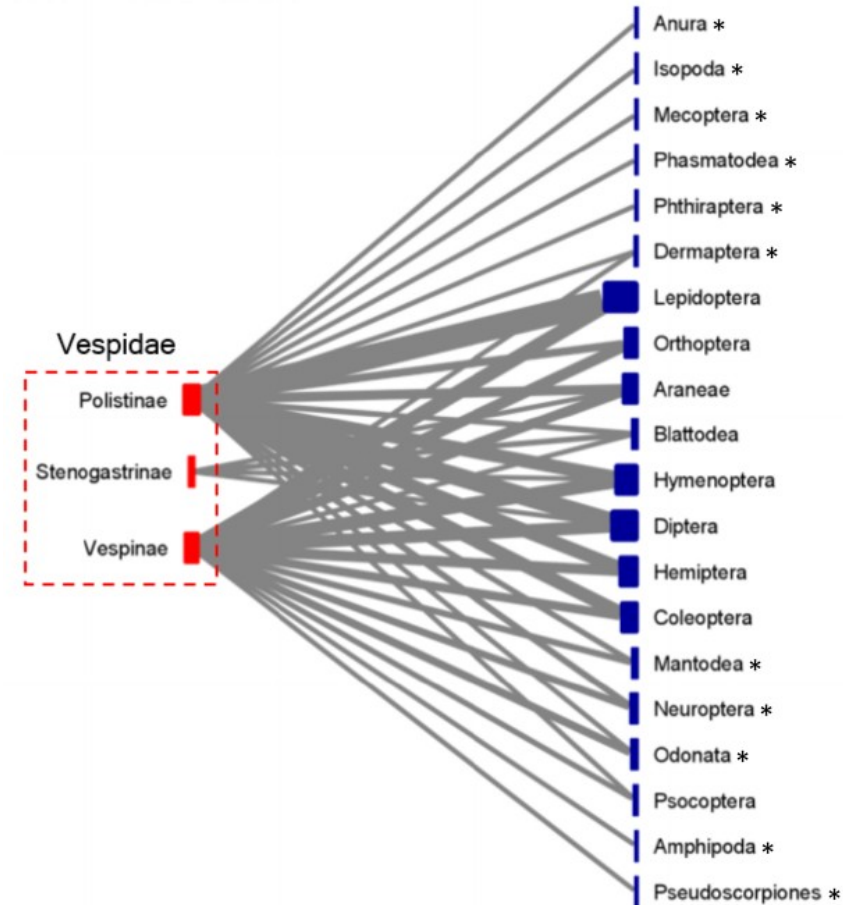 Anura *
Isopoda *
Mecoptera *
Phasmatodea *
Phthiraptera *
Dermaptera *
Lepidoptera
Orthoptera
Araneae
Blattodea
Hymenoptera
Diptera
Hemiptera
Coleoptera
Mantodea *
Neuroptera *
Odonata *
Psocoptera
Amphipoda *
Pseudoscorpiones *
Vespidae
Polistinae
Stenogastrinae
Vespinae